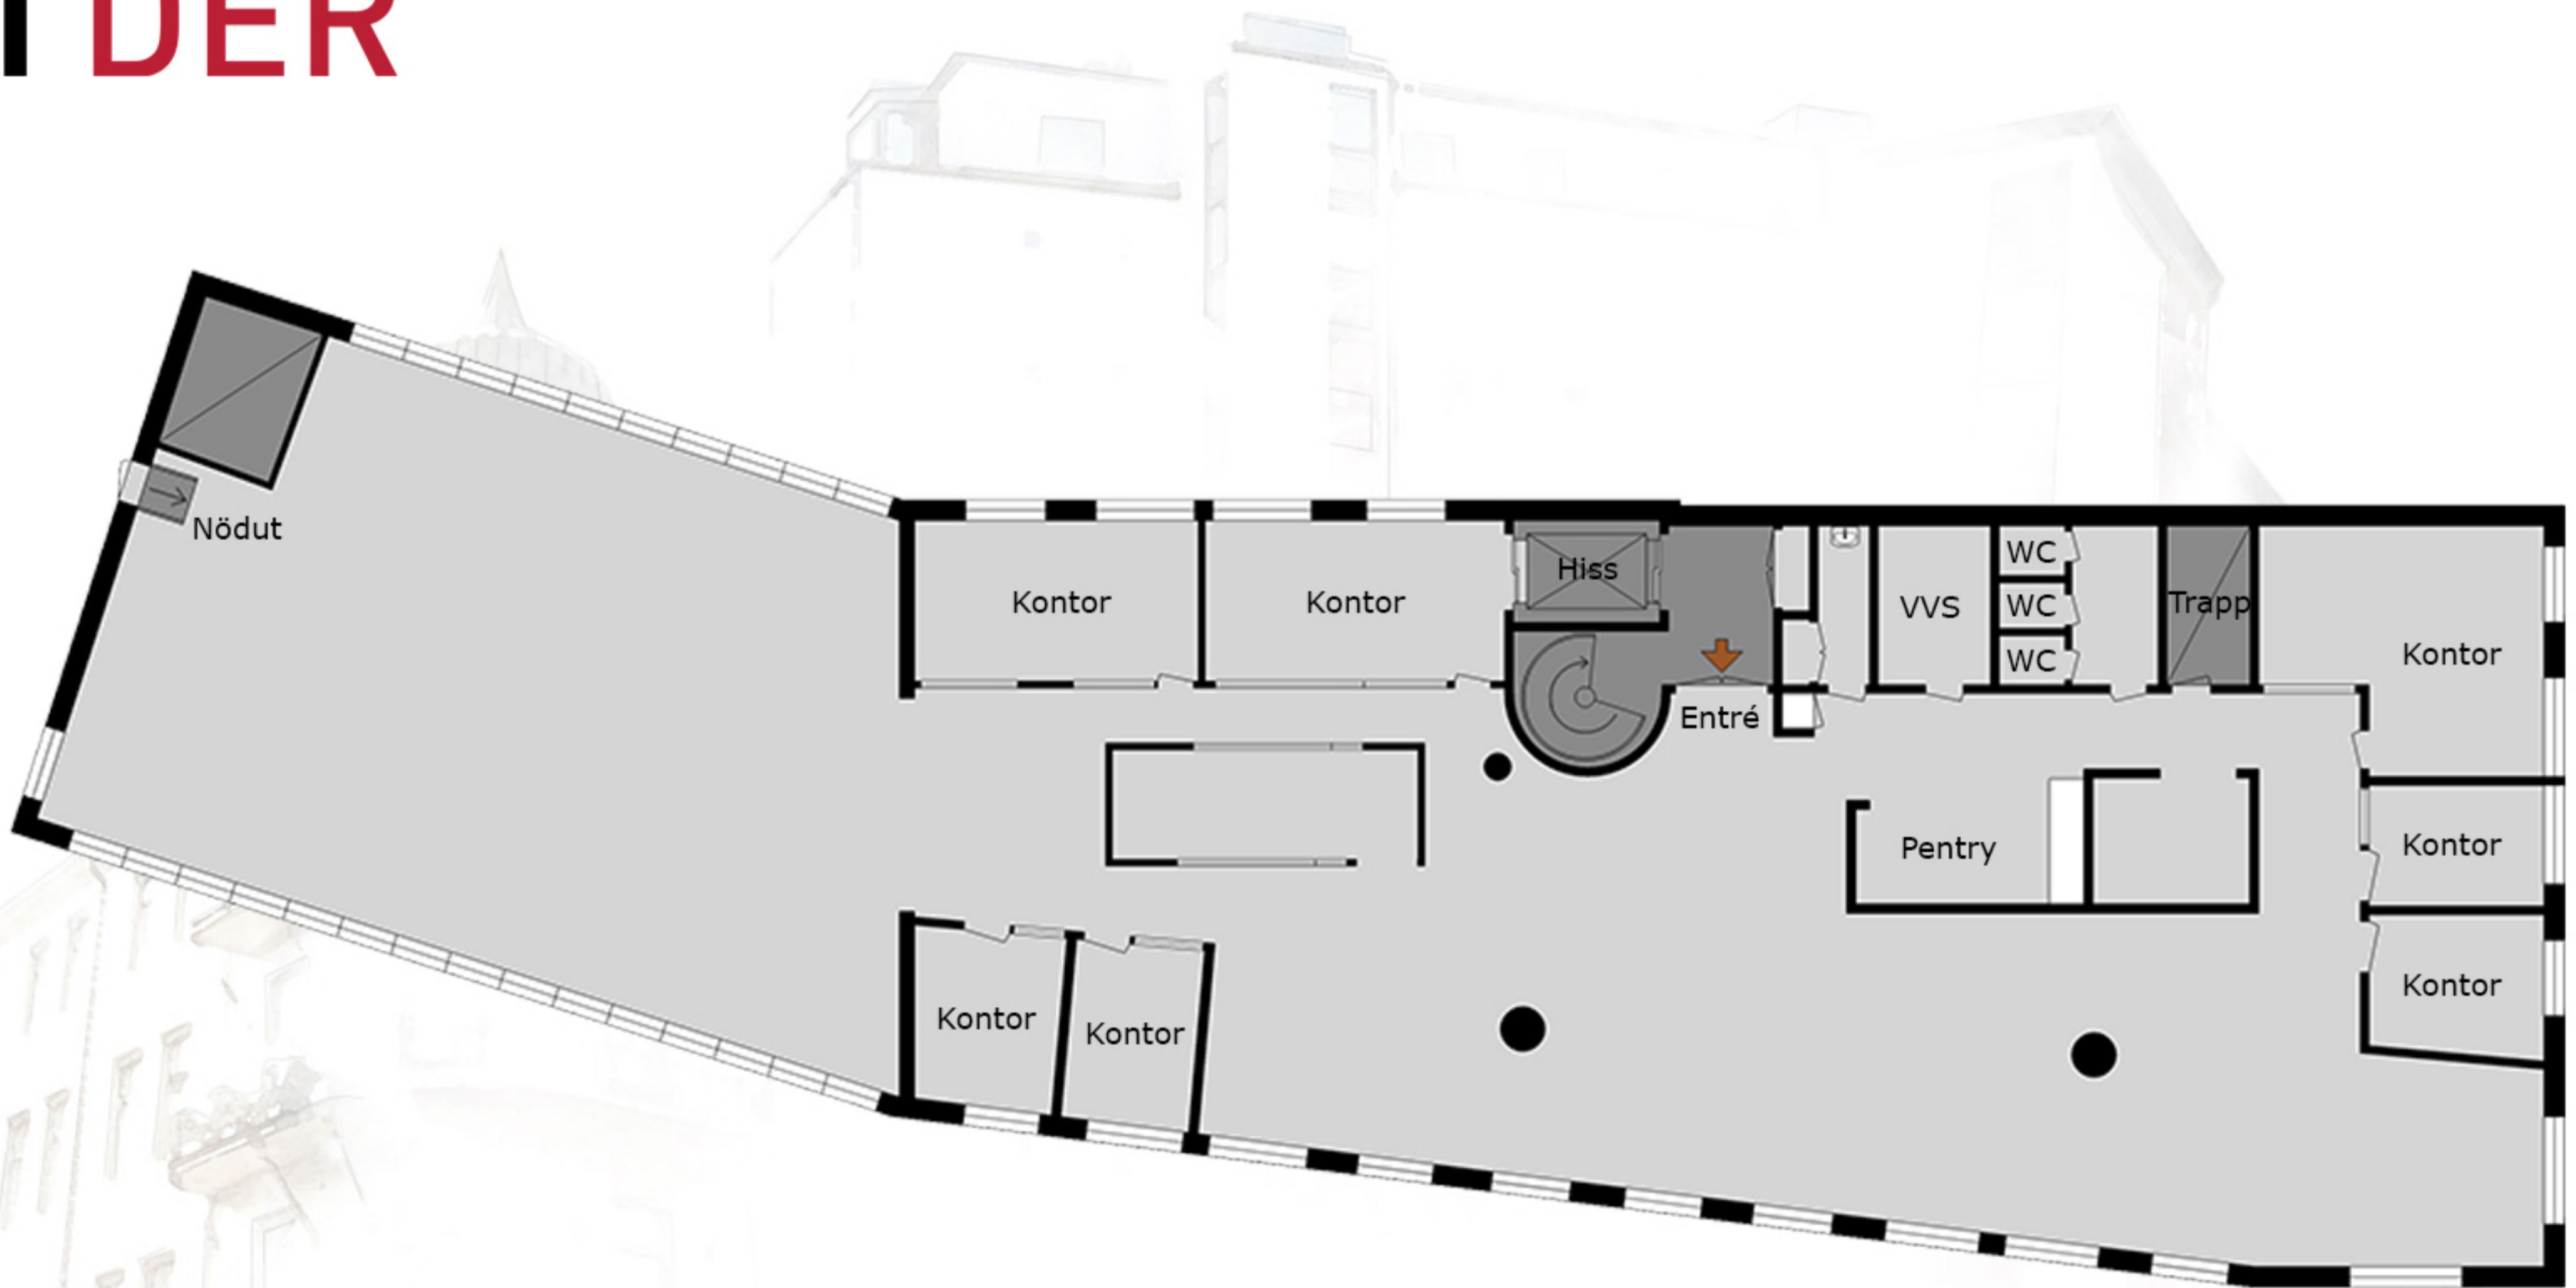 DER
Nödut
Kontor
Kontor
Hiss
Entré
VVS
WC
WC
WC
Trapp
Kontor
Pentry
Kontor
Kontor
Kontor
Kontor